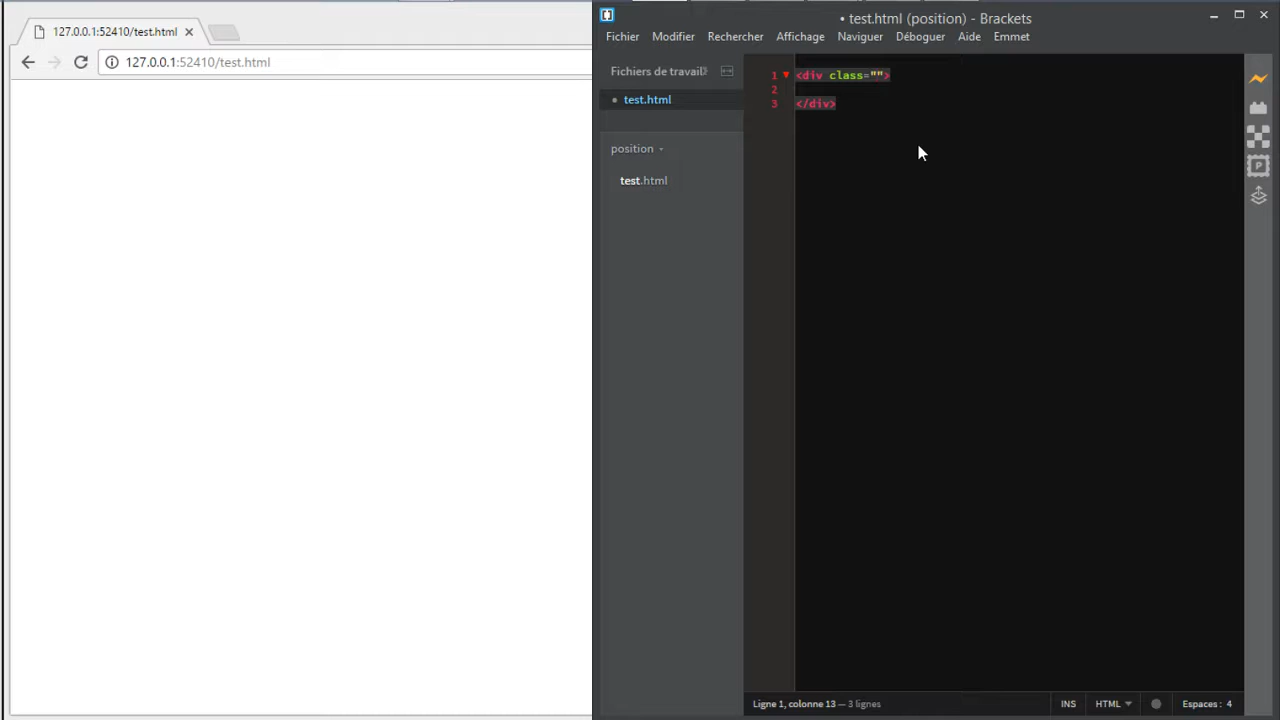 127.0.0.1:52410/test.html
127.0.0.1:52410/test.html
• test.html (position) - Brackets
Fichier Modifier Rechercher Affichage Naviguer Déboguer Aide Emmet
Fichiers de travail
test.html
position
test.html
1 <div class="">
2
3 </div>
P
Ligne 1, colonne 13 — 3 lignes
INS HTML Espaces : 4